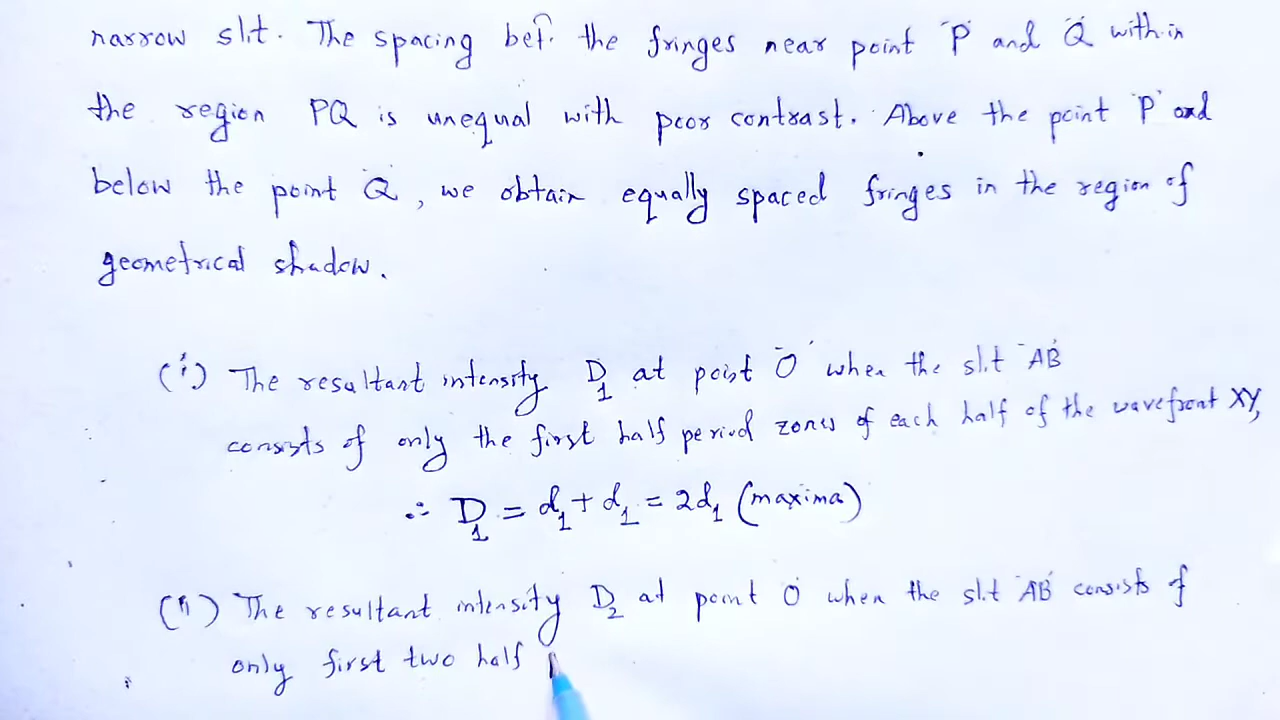 narrow slit. The spacing bet. the fringes near point 'P' and 'Q' within
the region PQ is unequal with poor contrast. Above the point 'P' and
below the point 'Q', we obtain equally spaced fringes in the region of
geometrical shadow.
(i) The resultant intensity D₁ at point 'O' when the slit 'AB'
consists of only the first half period zones of each half of the wavefront XY,
∴ D₁ = d₁ + d₁ = 2d₁ (maxima)
(ii) The resultant intensity D₂ at point 'O' when the slit 'AB' consists of
only first two half